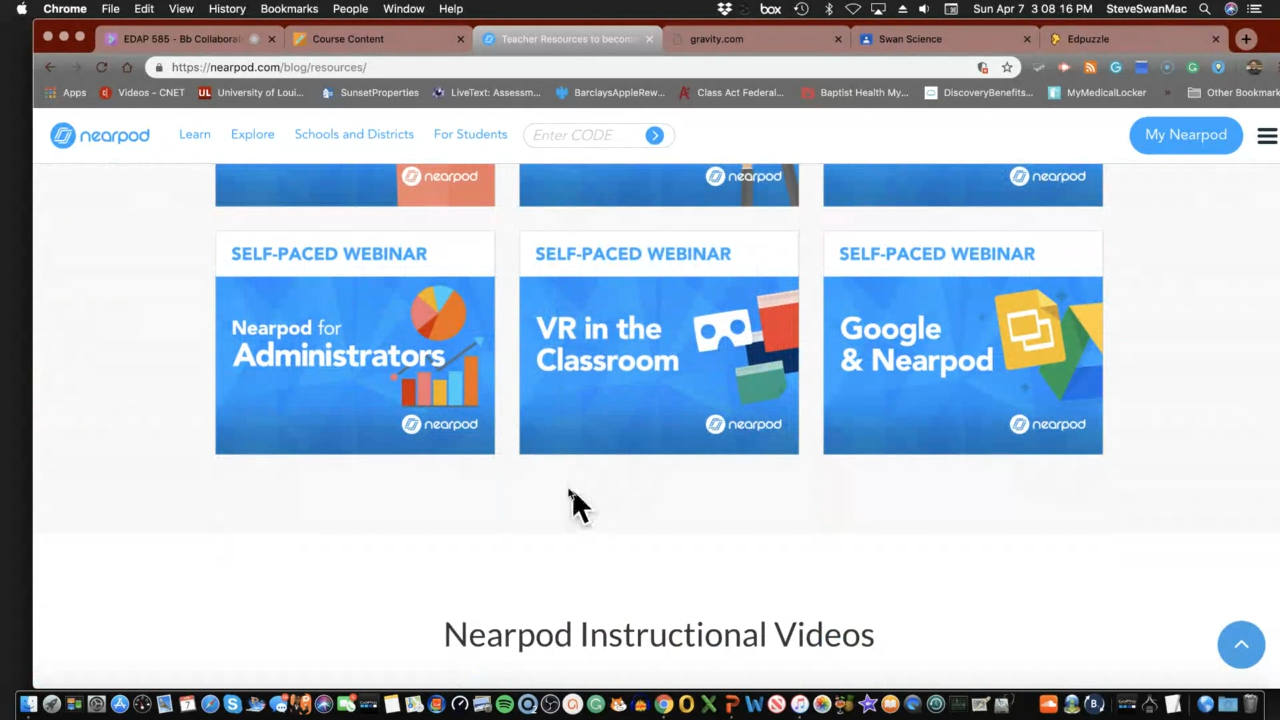 Chrome File Edit View History Bookmarks People Window Help box Sun Apr 7 3 08 16 PM SteveSwanMac
EDAP 585 - Bb Collaborat Course Content Teacher Resources to becom gravity.com Swan Science Edpuzzle
https://nearpod.com/blog/resources/
Apps Videos - CNET UL University of Loui... SunsetProperties LiveText: Assessm... BarclaysAppleRew... Class Act Federal... Baptist Health My... DiscoveryBenefits... MyMedicalLocker » Other Bookmark
nearpod Learn Explore Schools and Districts For Students Enter CODE My Nearpod
nearpod nearpod nearpod
SELF-PACED WEBINAR SELF-PACED WEBINAR SELF-PACED WEBINAR
Nearpod for VR in the Google
Administrators Classroom & Nearpod
nearpod nearpod nearpod
Nearpod Instructional Videos